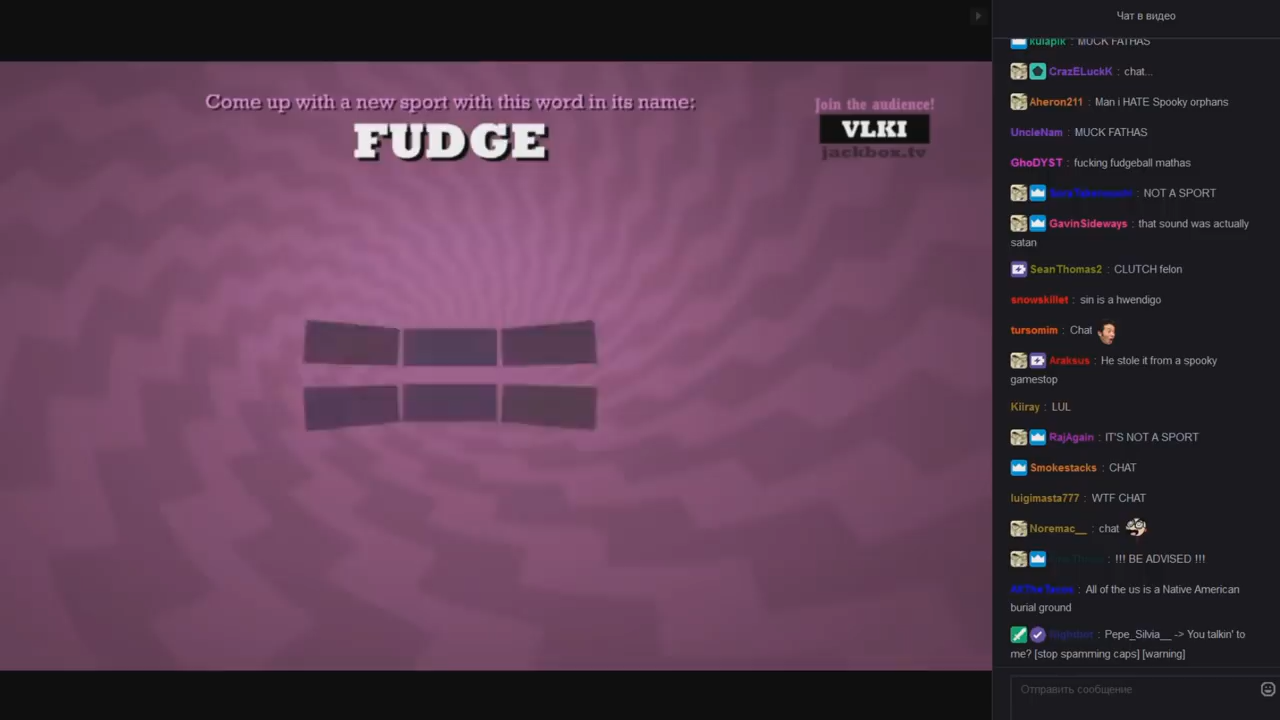 Come up with a new sport with this word in its name:
FUDGE
Join the audience!
VLKI
jackbox.tv
Чат в видео
kulapik : MUCK FATHAS
CrazELuckK : chat...
Aheron211 : Man i HATE Spooky orphans
UncleNam : MUCK FATHAS
GhoDYST : fucking fudgeball mathas
: NOT A SPORT
GavinSideways : that sound was actually
satan
SeanThomas2 : CLUTCH felon
snowskillet : sin is a hwendigo
tursomim : Chat
Araksus : He stole it from a spooky
gamestop
Kiiray : LUL
RajAgain : IT'S NOT A SPORT
Smokestacks : CHAT
luigimasta777 : WTF CHAT
Noremac__ : chat
: !!! BE ADVISED !!!
: All of the us is a Native American
burial ground
Nightbot : Pepe_Silvia__ -> You talkin' to
me? [stop spamming caps] [warning]
Отправить сообщение